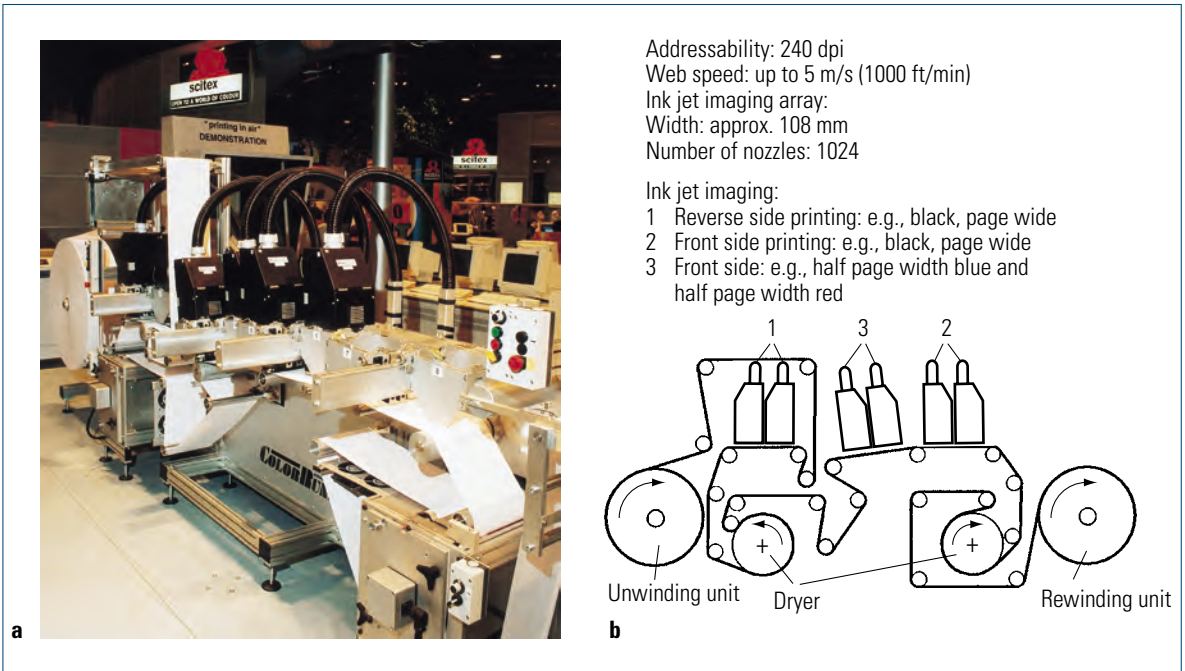 scitex
OPEN TO A WORLD OF COLOUR
"printing in air"
DEMONSTRATION
scitex
COLORRU
a
Addressability: 240 dpi
Web speed: up to 5 m/s (1000 ft/min)
Ink jet imaging array:
Width: approx. 108 mm
Number of nozzles: 1024
Ink jet imaging:
1 Reverse side printing: e.g., black, page wide
2 Front side printing: e.g., black, page wide
3 Front side: e.g., half page width blue and
half page width red
1 3 2
+ +
Unwinding unit Dryer Rewinding unit
b